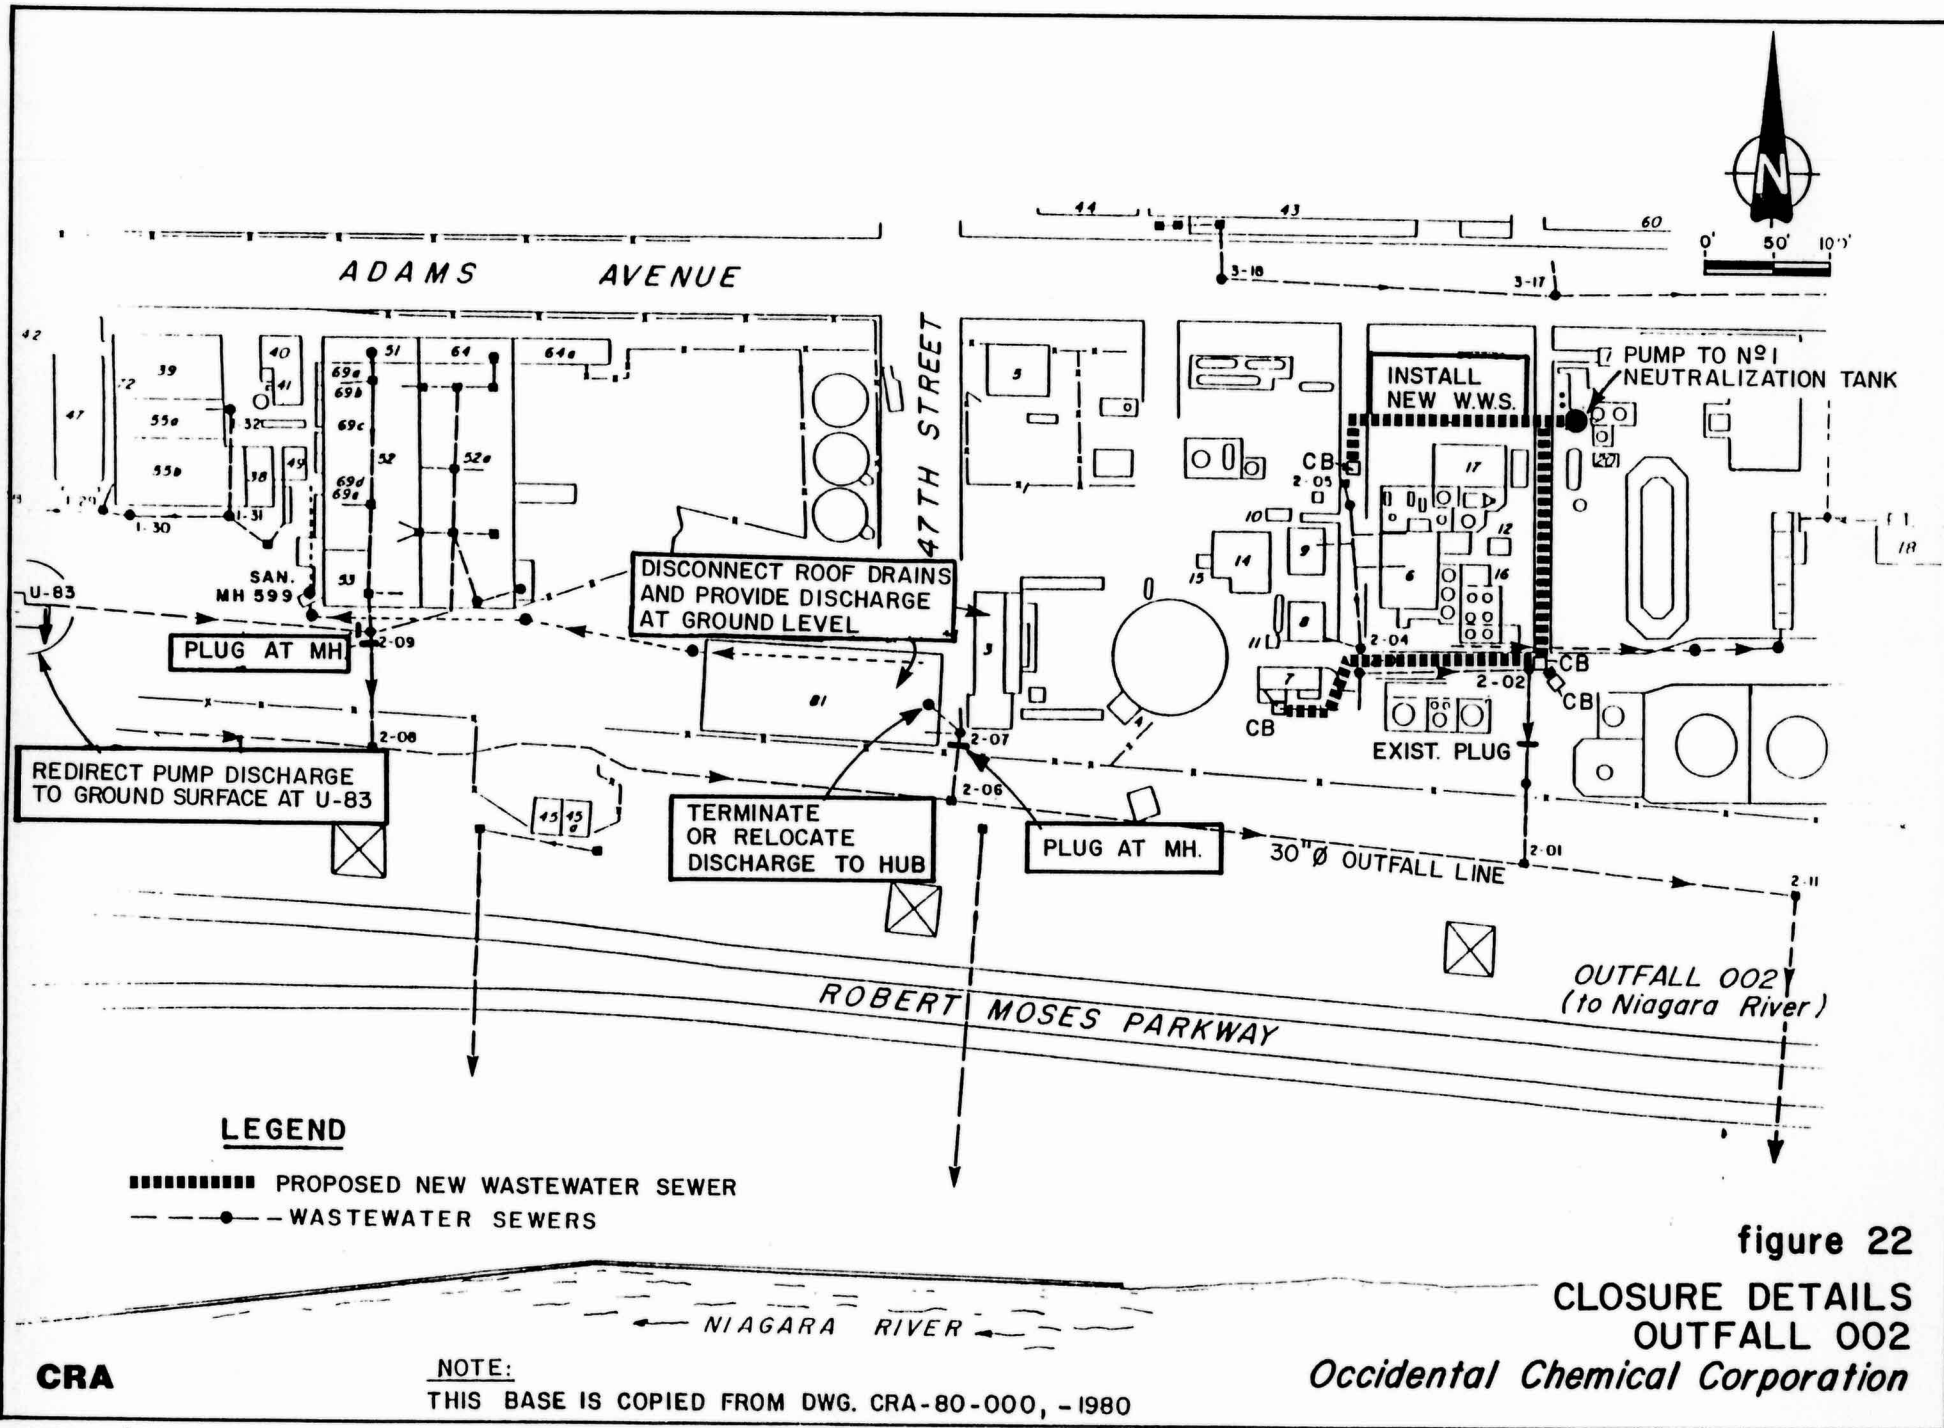 N
0' 50' 100'
44
43
60
ADAMS AVENUE
3-18
3-17
42
47TH STREET
39
40
41
51
64
64a
5
INSTALL
NEW W.W.S.
PUMP TO Nº1
NEUTRALIZATION TANK
69a
69b
69c
69d
69e
47
55a
55b
32
38
49
52
52a
53
1-30
1-31
SAN.
MH 599
U-83
CB
2-05
17
10
9
14
15
12
6
16
8
11
18
DISCONNECT ROOF DRAINS
AND PROVIDE DISCHARGE
AT GROUND LEVEL
PLUG AT MH
2-09
3
2-04
7
2-02
CB
CB
CB
81
2-08
2-07
EXIST. PLUG
REDIRECT PUMP DISCHARGE
TO GROUND SURFACE AT U-83
45
45a
2-06
TERMINATE
OR RELOCATE
DISCHARGE TO HUB
PLUG AT MH.
30"Ø OUTFALL LINE
2-01
2-11
OUTFALL 002
(to Niagara River)
ROBERT MOSES PARKWAY
LEGEND
PROPOSED NEW WASTEWATER SEWER
WASTEWATER SEWERS
NIAGARA RIVER
figure 22
CLOSURE DETAILS
OUTFALL 002
Occidental Chemical Corporation
CRA
NOTE:
THIS BASE IS COPIED FROM DWG. CRA-80-000, -1980